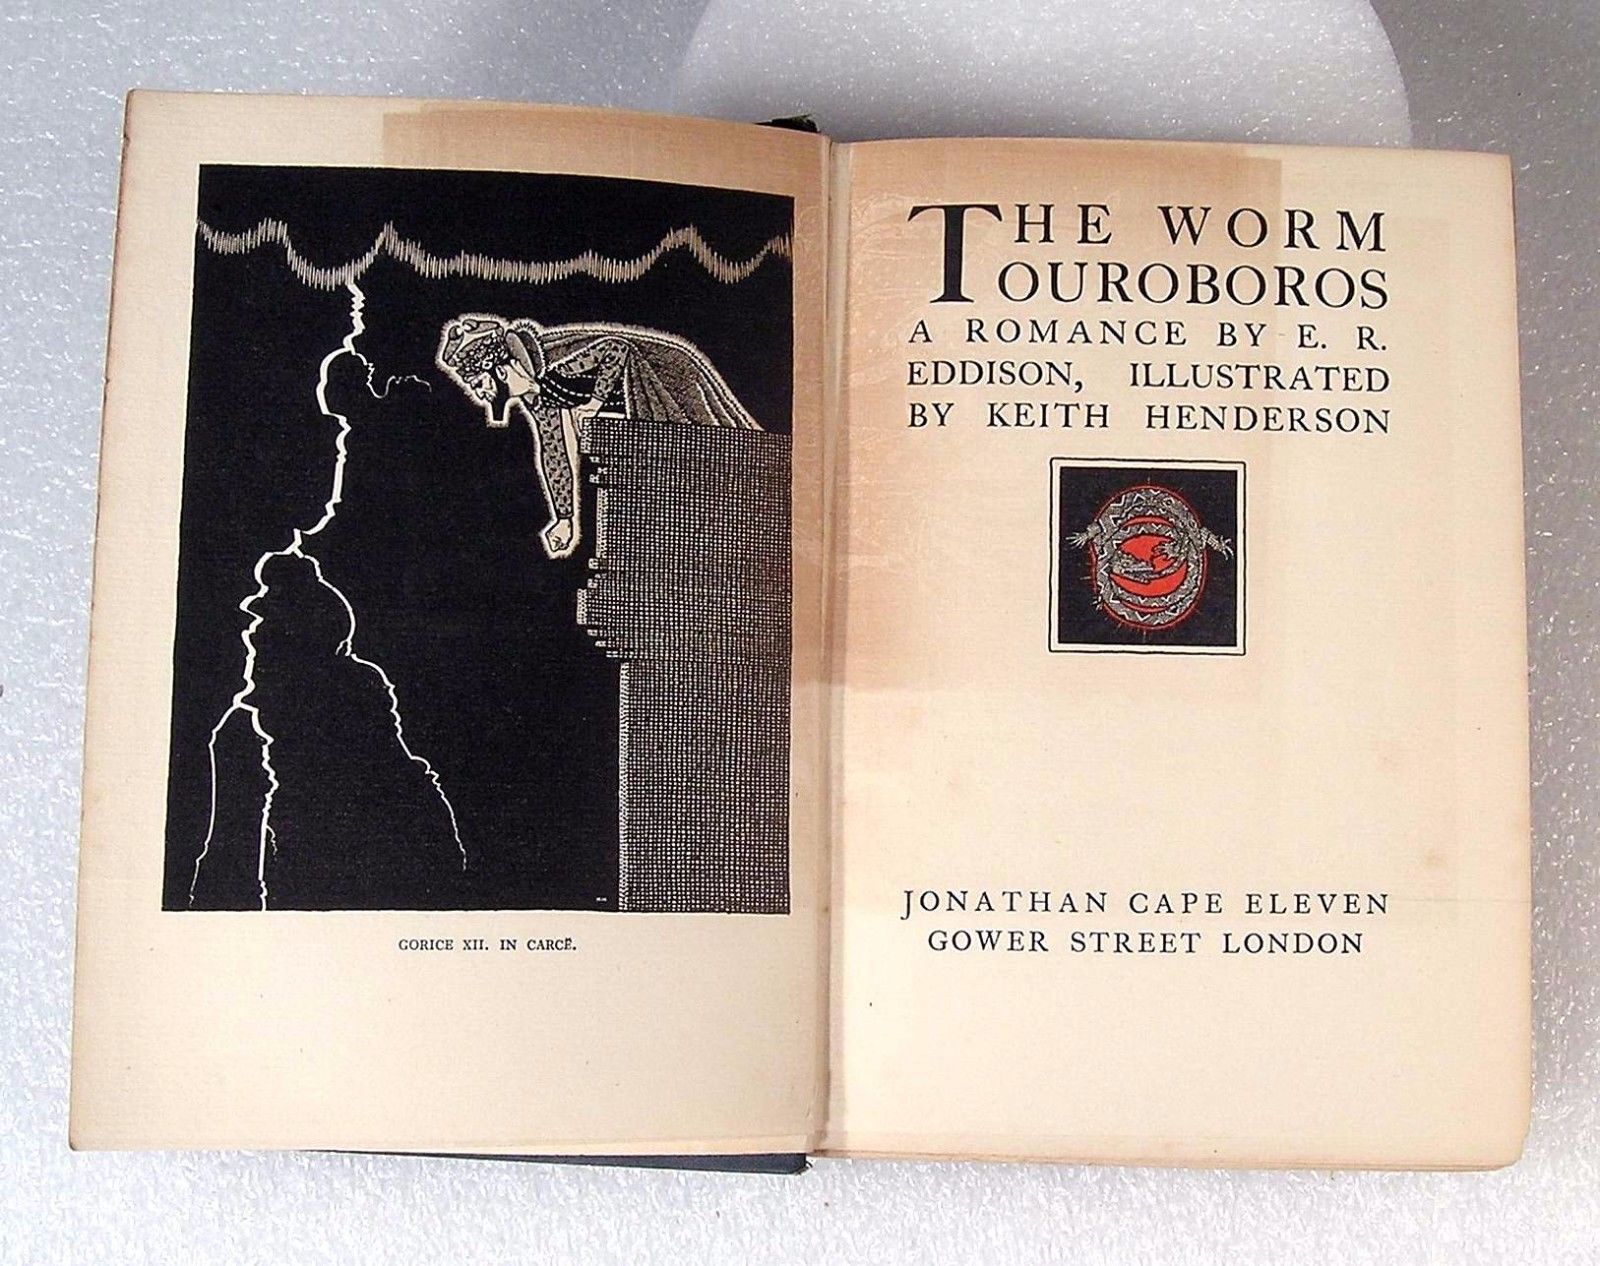 GORICE XII. IN CARCË.
THE WORM
OUROBOROS
A ROMANCE BY E. R.
EDDISON, ILLUSTRATED
BY KEITH HENDERSON
JONATHAN CAPE ELEVEN
GOWER STREET LONDON